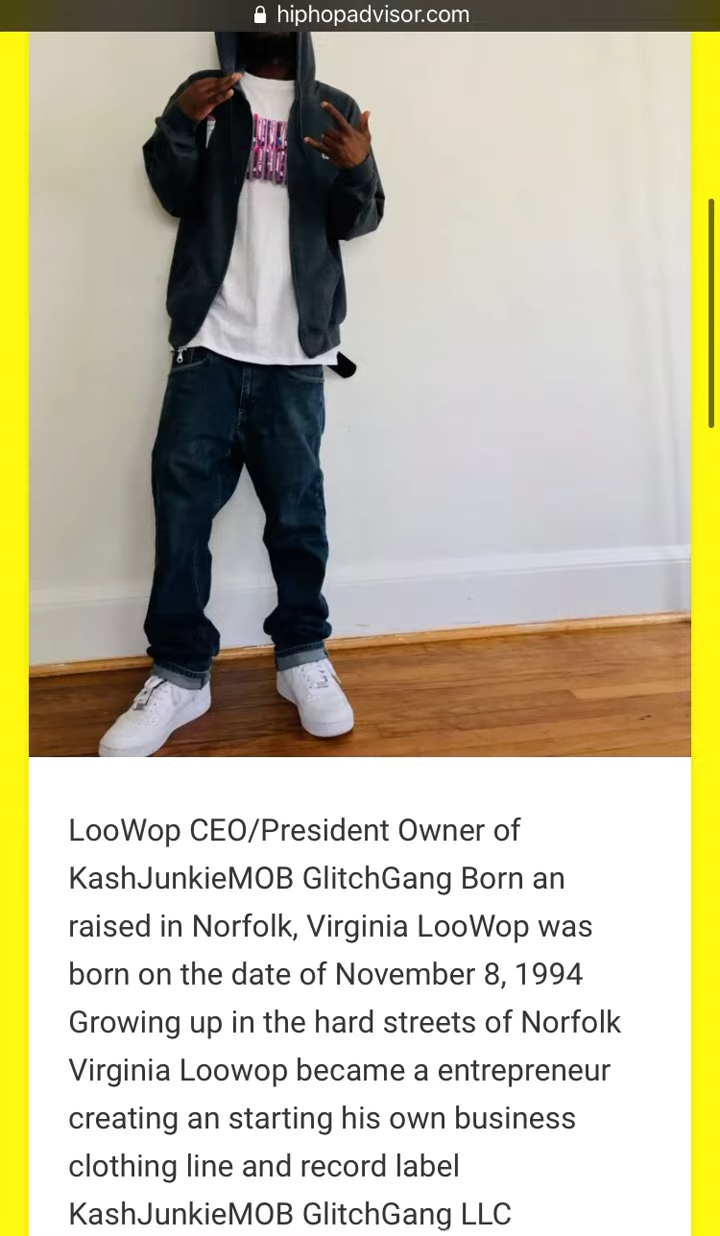 hiphopadvisor.com
LooWop CEO/President Owner of
KashJunkieMOB GlitchGang Born an
raised in Norfolk, Virginia LooWop was
born on the date of November 8, 1994
Growing up in the hard streets of Norfolk
Virginia Loowop became a entrepreneur
creating an starting his own business
clothing line and record label
KashJunkieMOB GlitchGang LLC